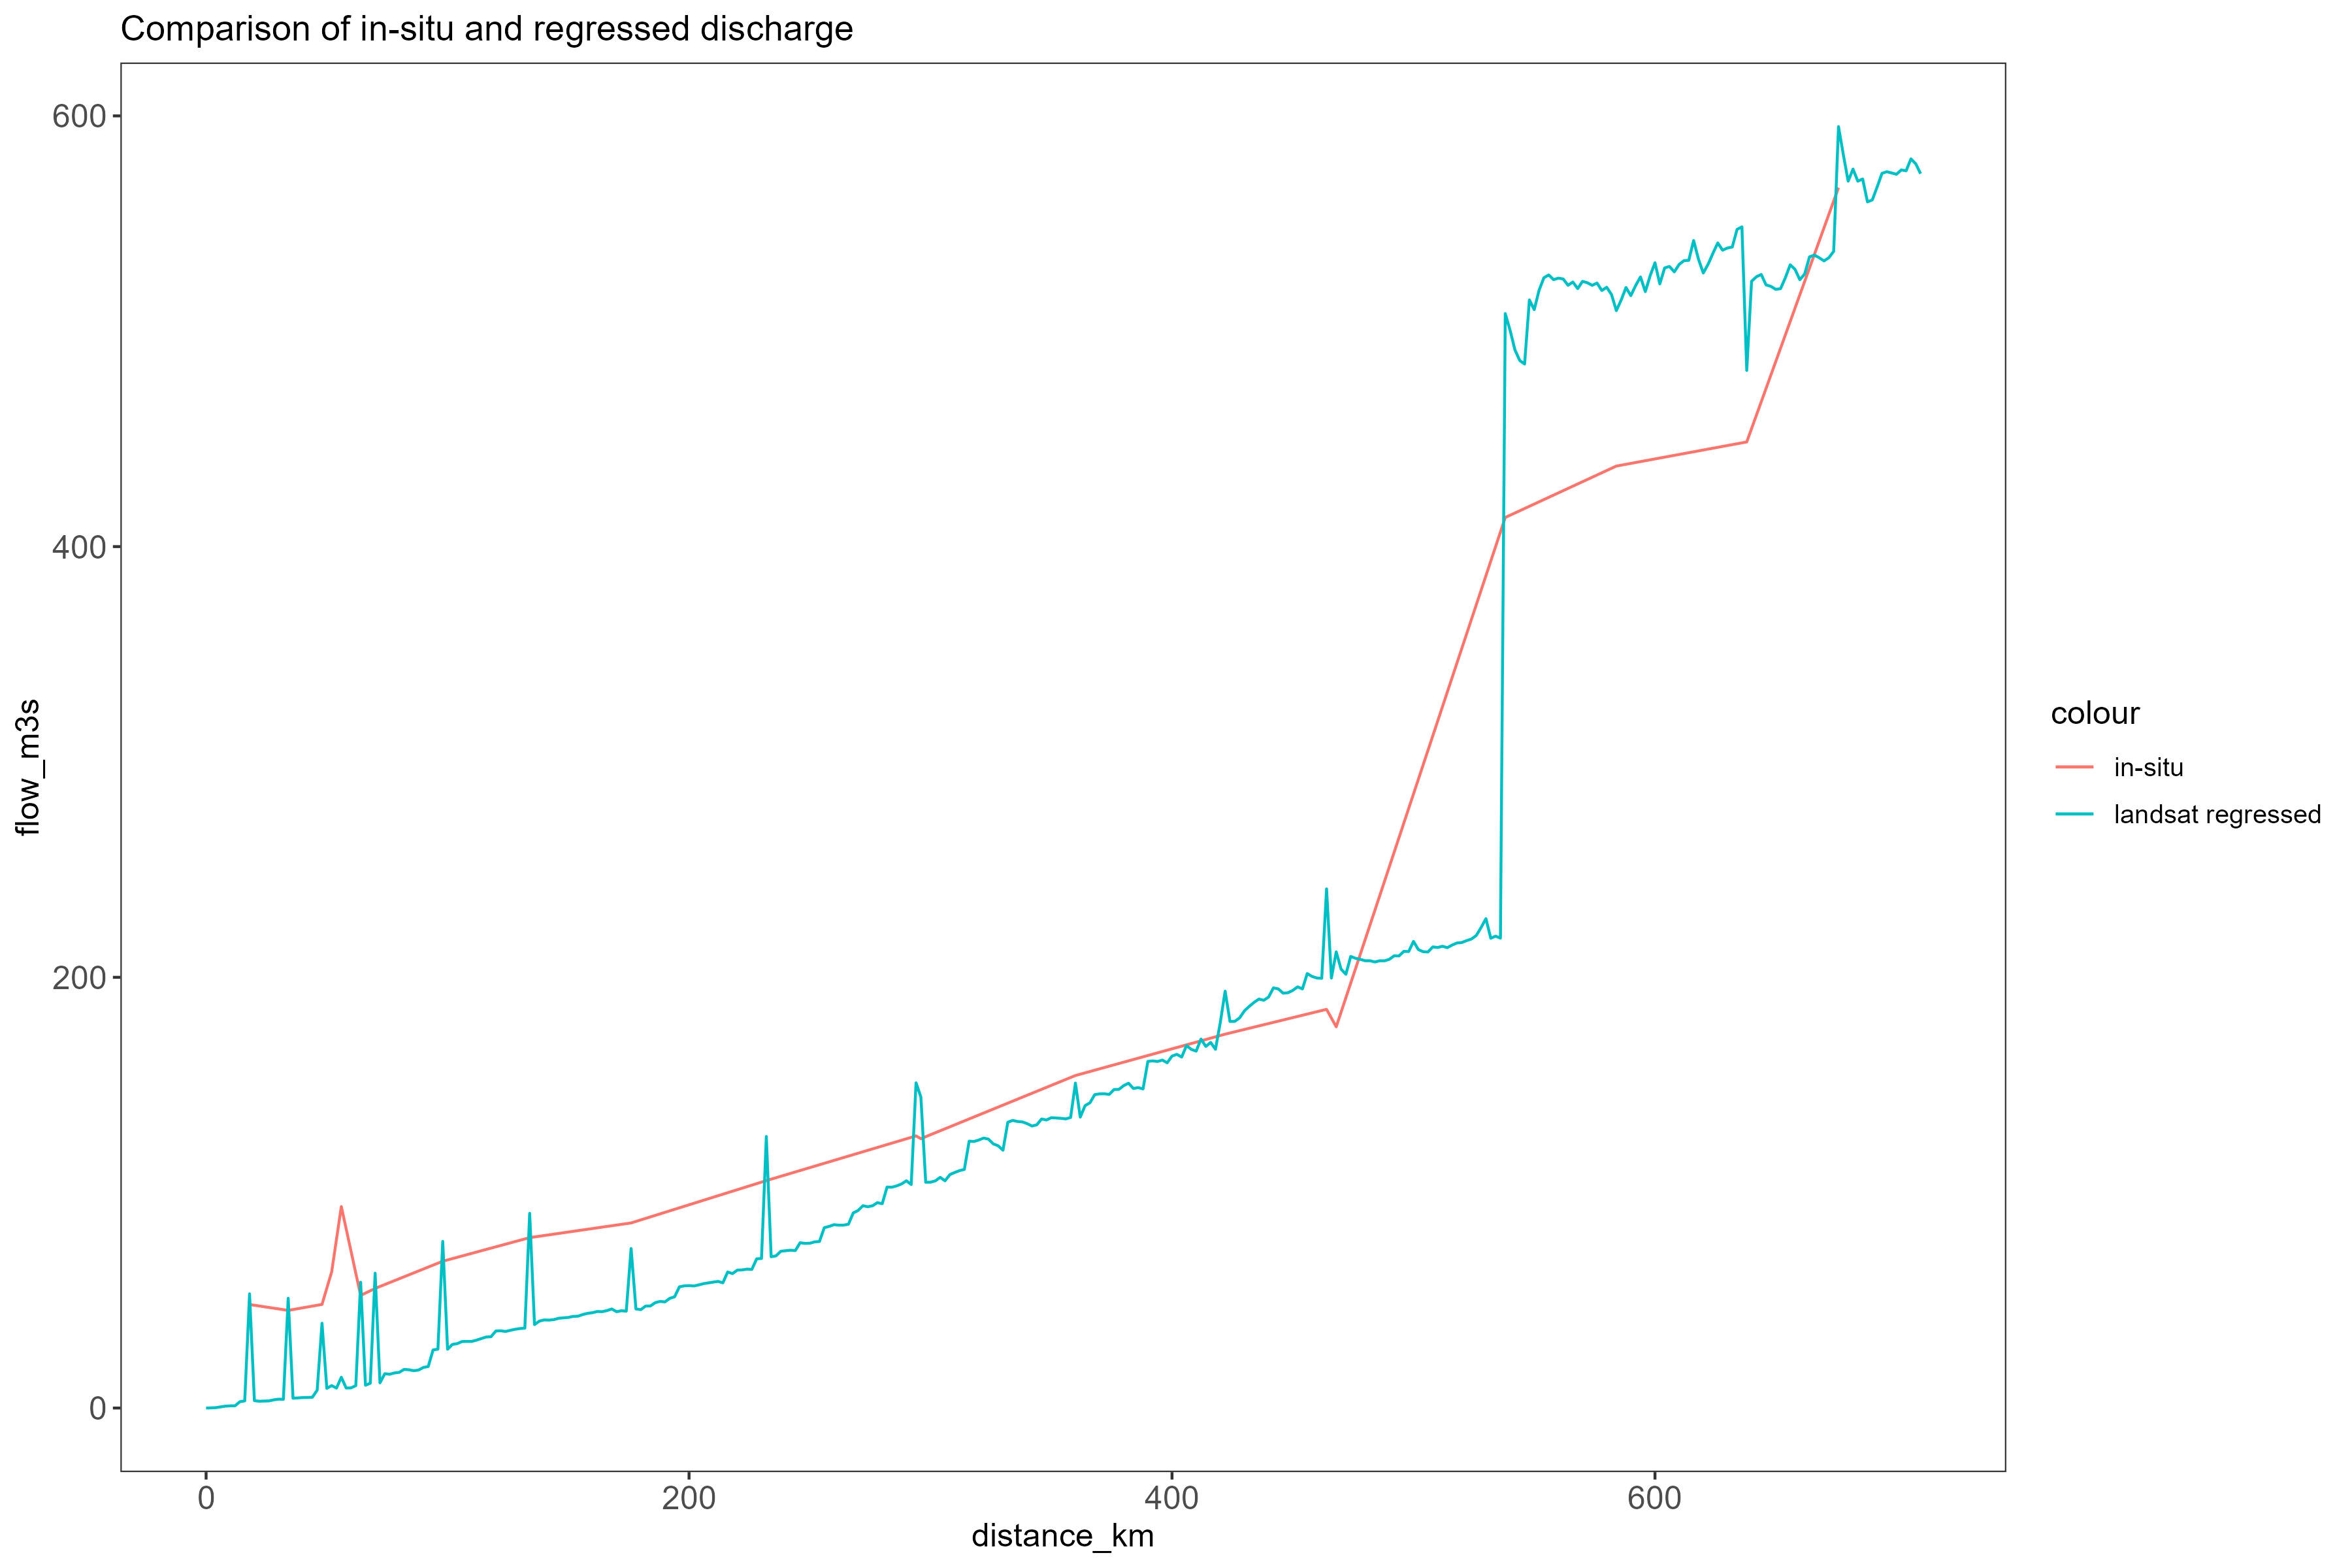 Comparison of in-situ and regressed discharge
600
400
200
0
flow_m3s
0 200 400 600
distance_km
colour
in-situ
landsat regressed